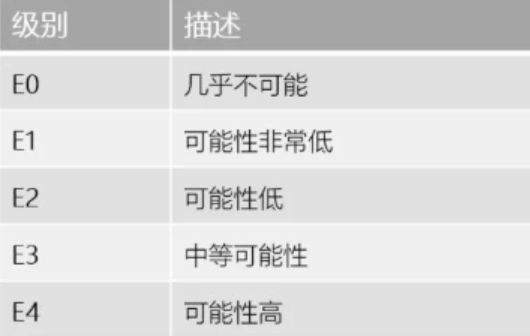 级别 描述
E0 几乎不可能
E1 可能性非常低
E2 可能性低
E3 中等可能性
E4 可能性高